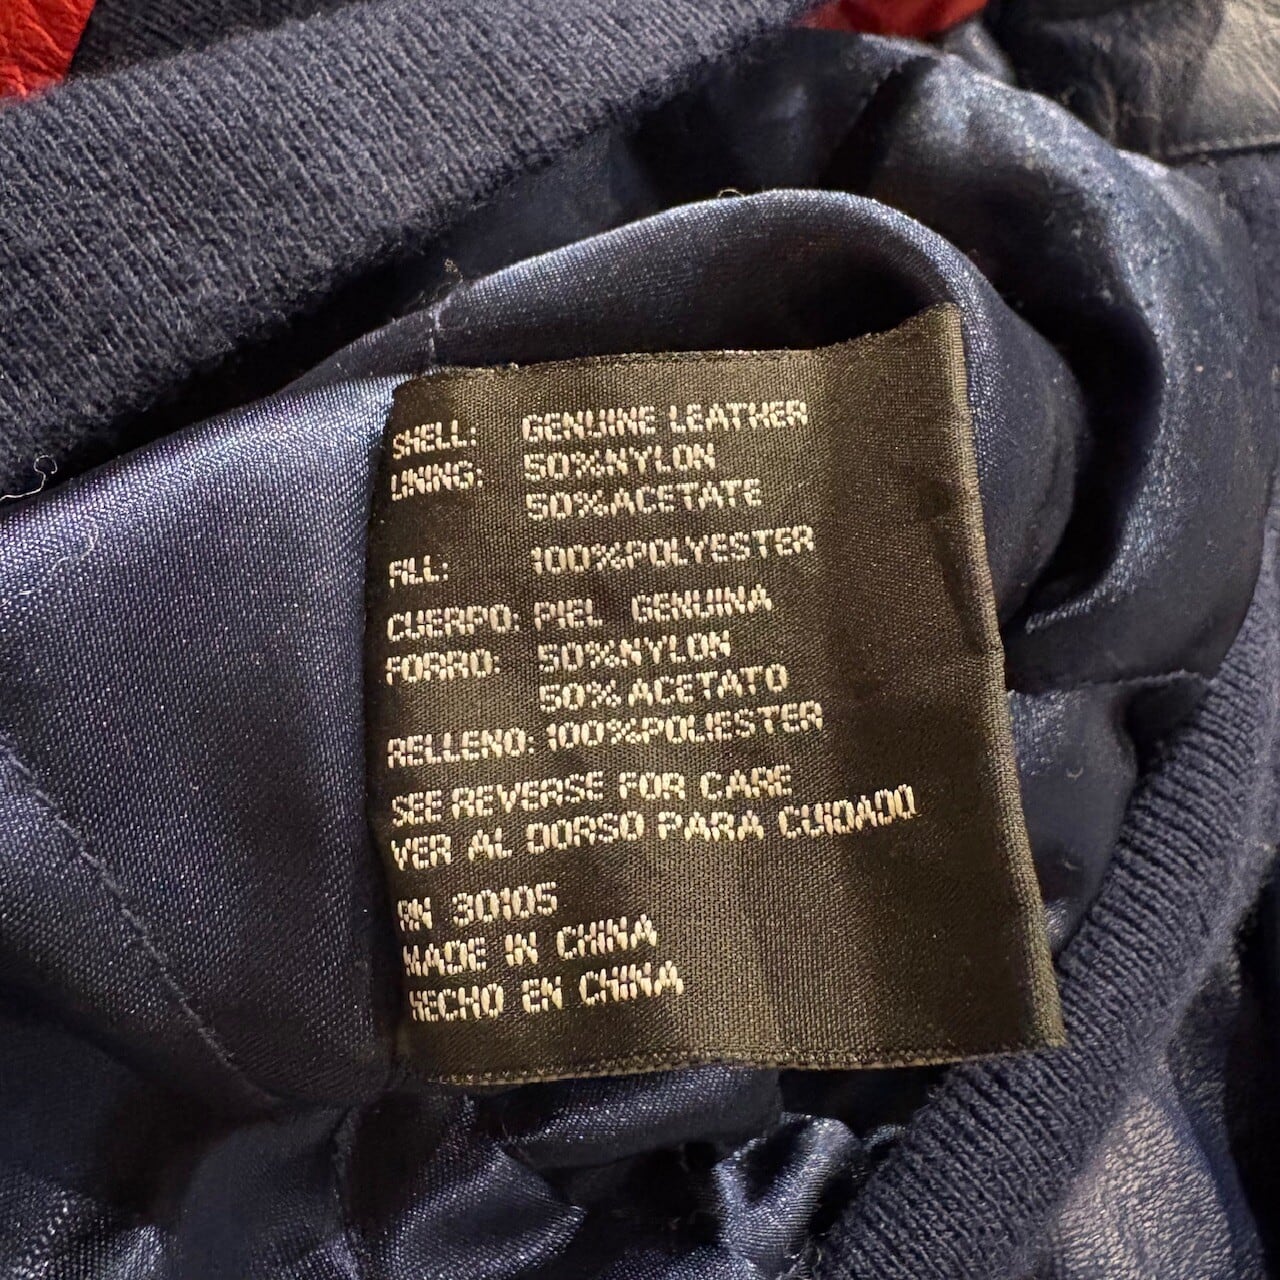 SHELL: GENUINE LEATHER
LINING: 50%NYLON
50%ACETATE
FILL: 100%POLYESTER
CUERPO: PIEL GENUINA
FORRO: 50%NYLON
50%ACETATO
RELLENO: 100%POLIESTER
SEE REVERSE FOR CARE
VER AL DORSO PARA CUIDADO
RN 30105
MADE IN CHINA
HECHO EN CHINA